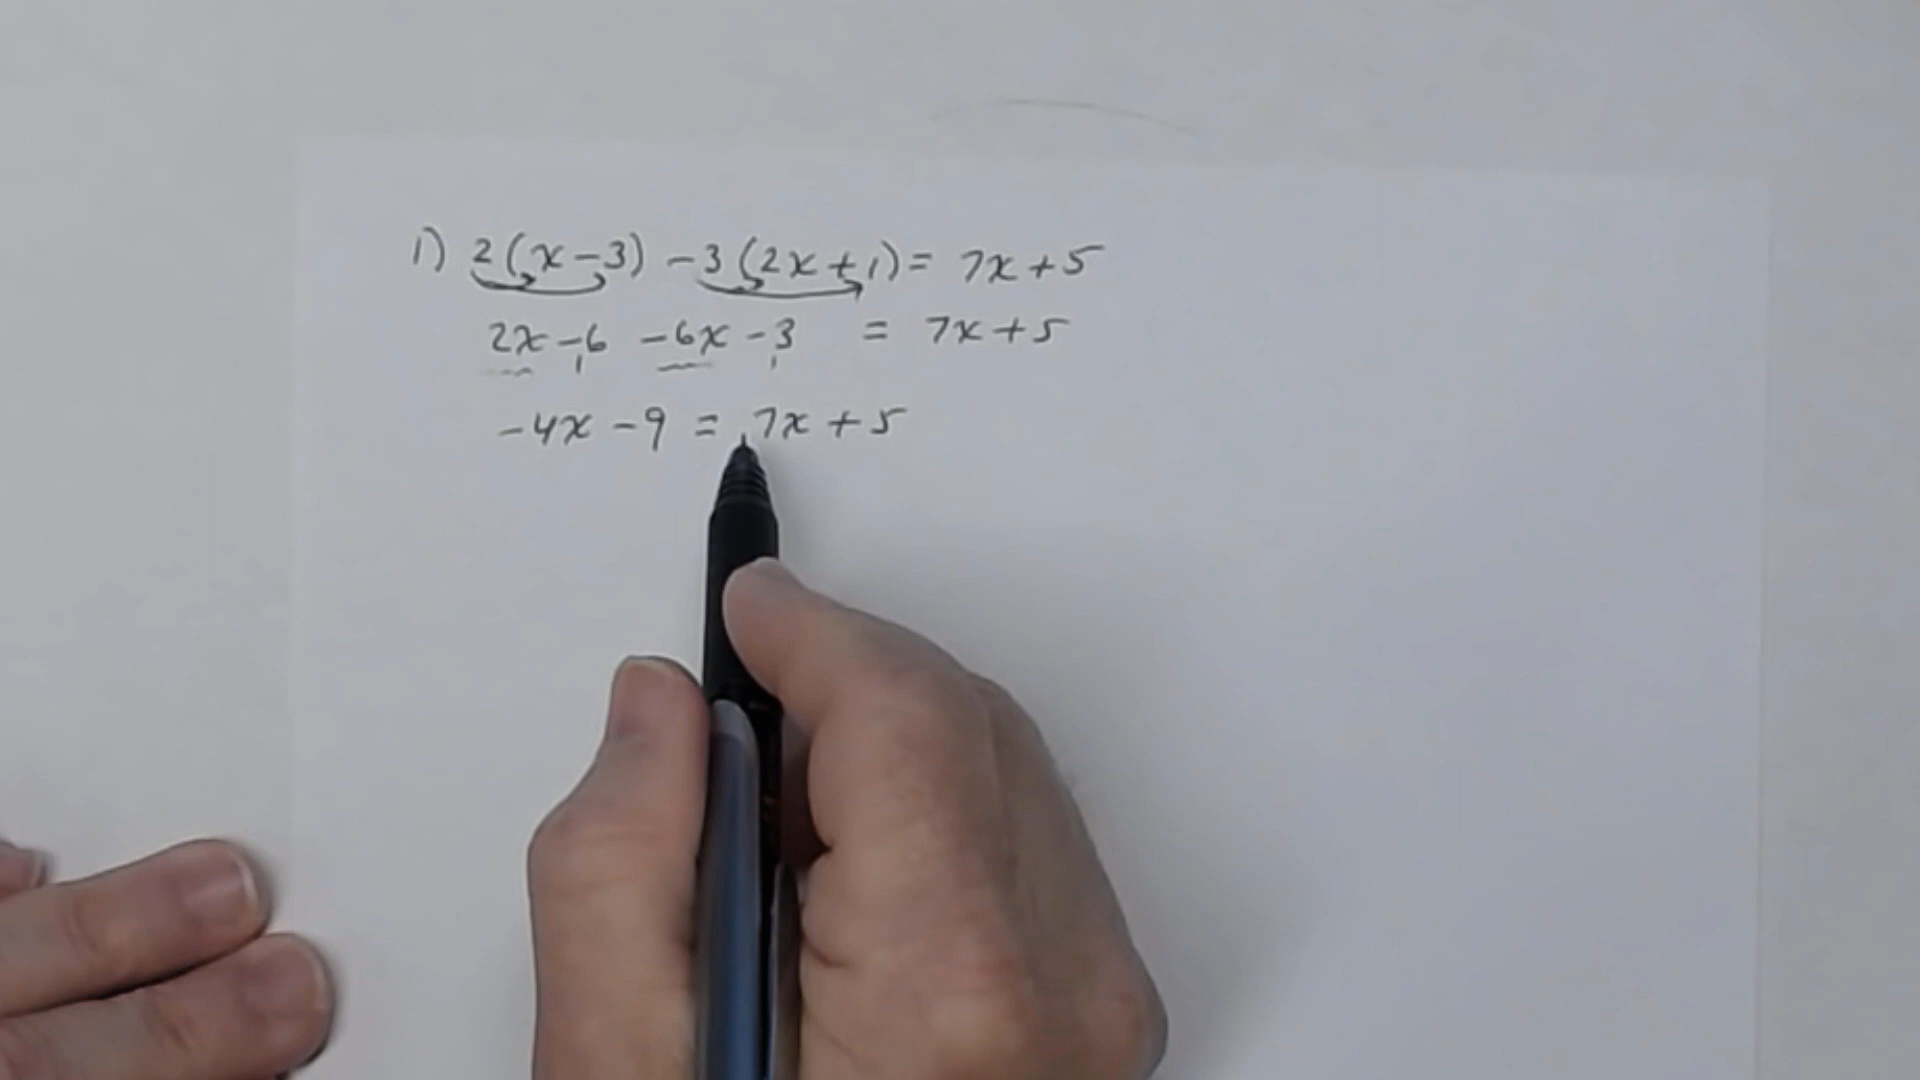 1) 2(x-3) -3(2x+1)= 7x+5
2x-6 -6x-3 = 7x+5
-4x-9 = 7x+5